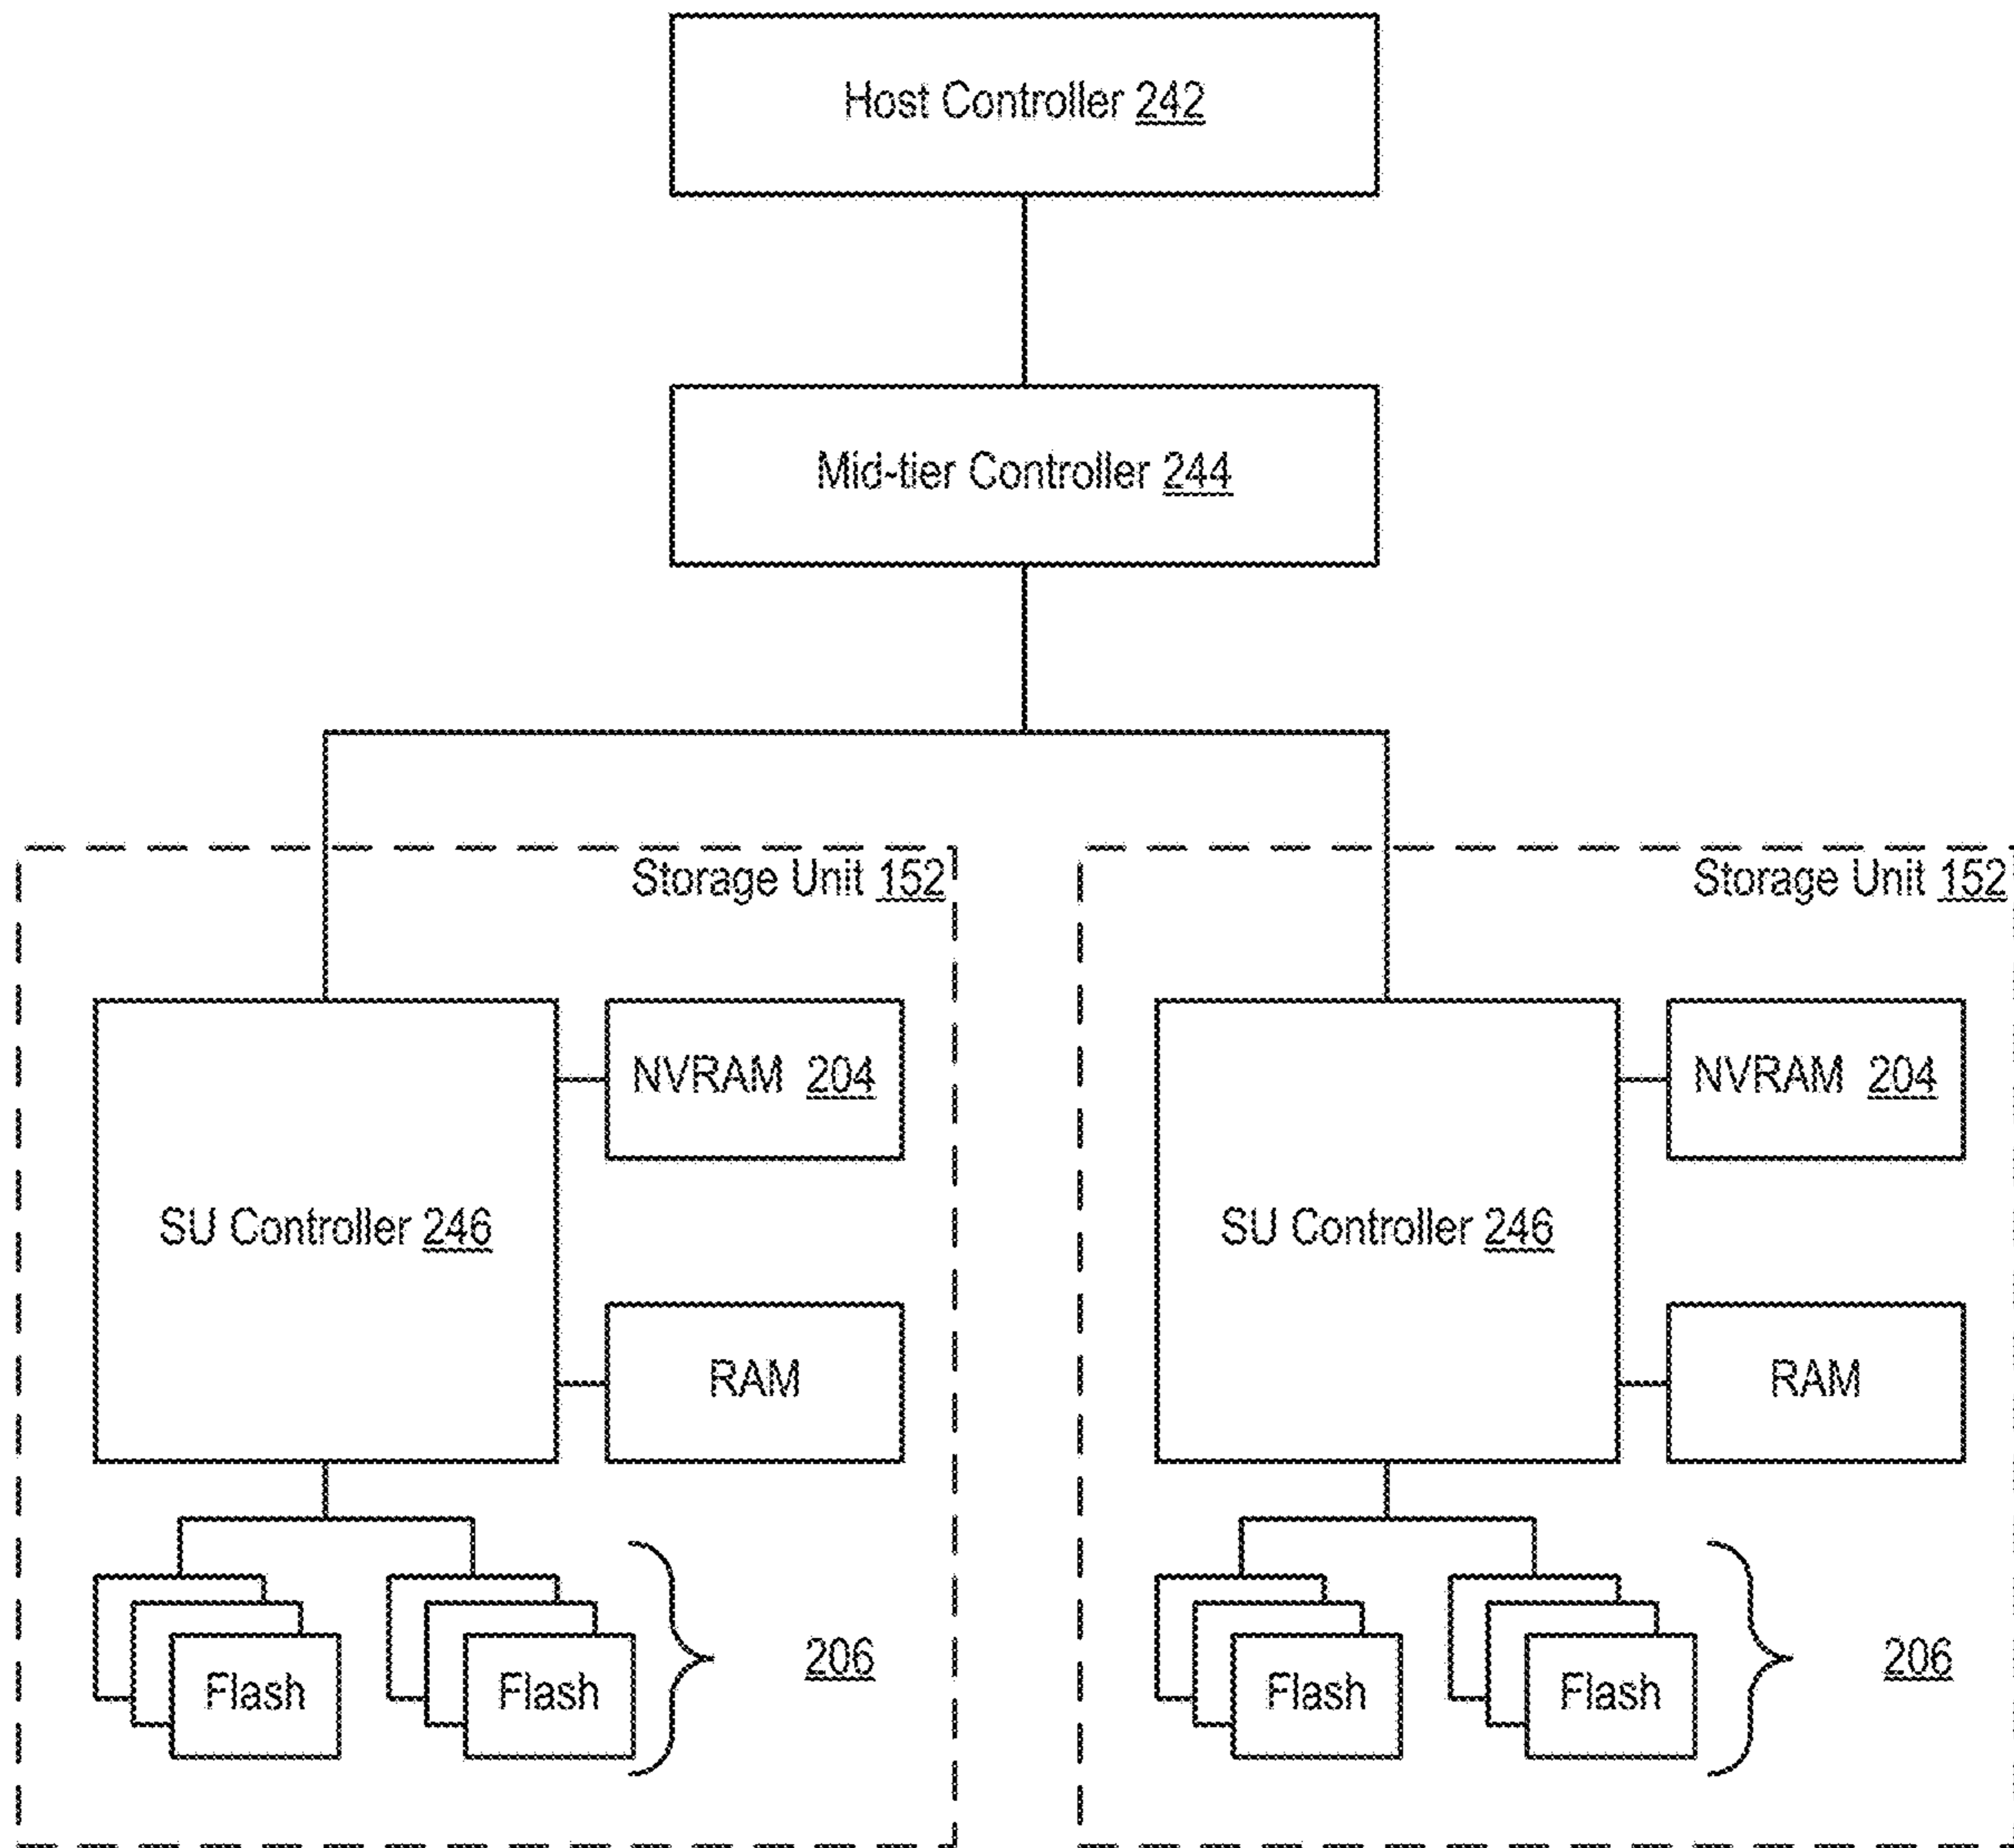 Host Controller 242
Mid-tier Controller 244
Storage Unit 152
NVRAM 204
SU Controller 246
RAM
Flash
Flash
206
Storage Unit 152
NVRAM 204
SU Controller 246
RAM
Flash
Flash
206